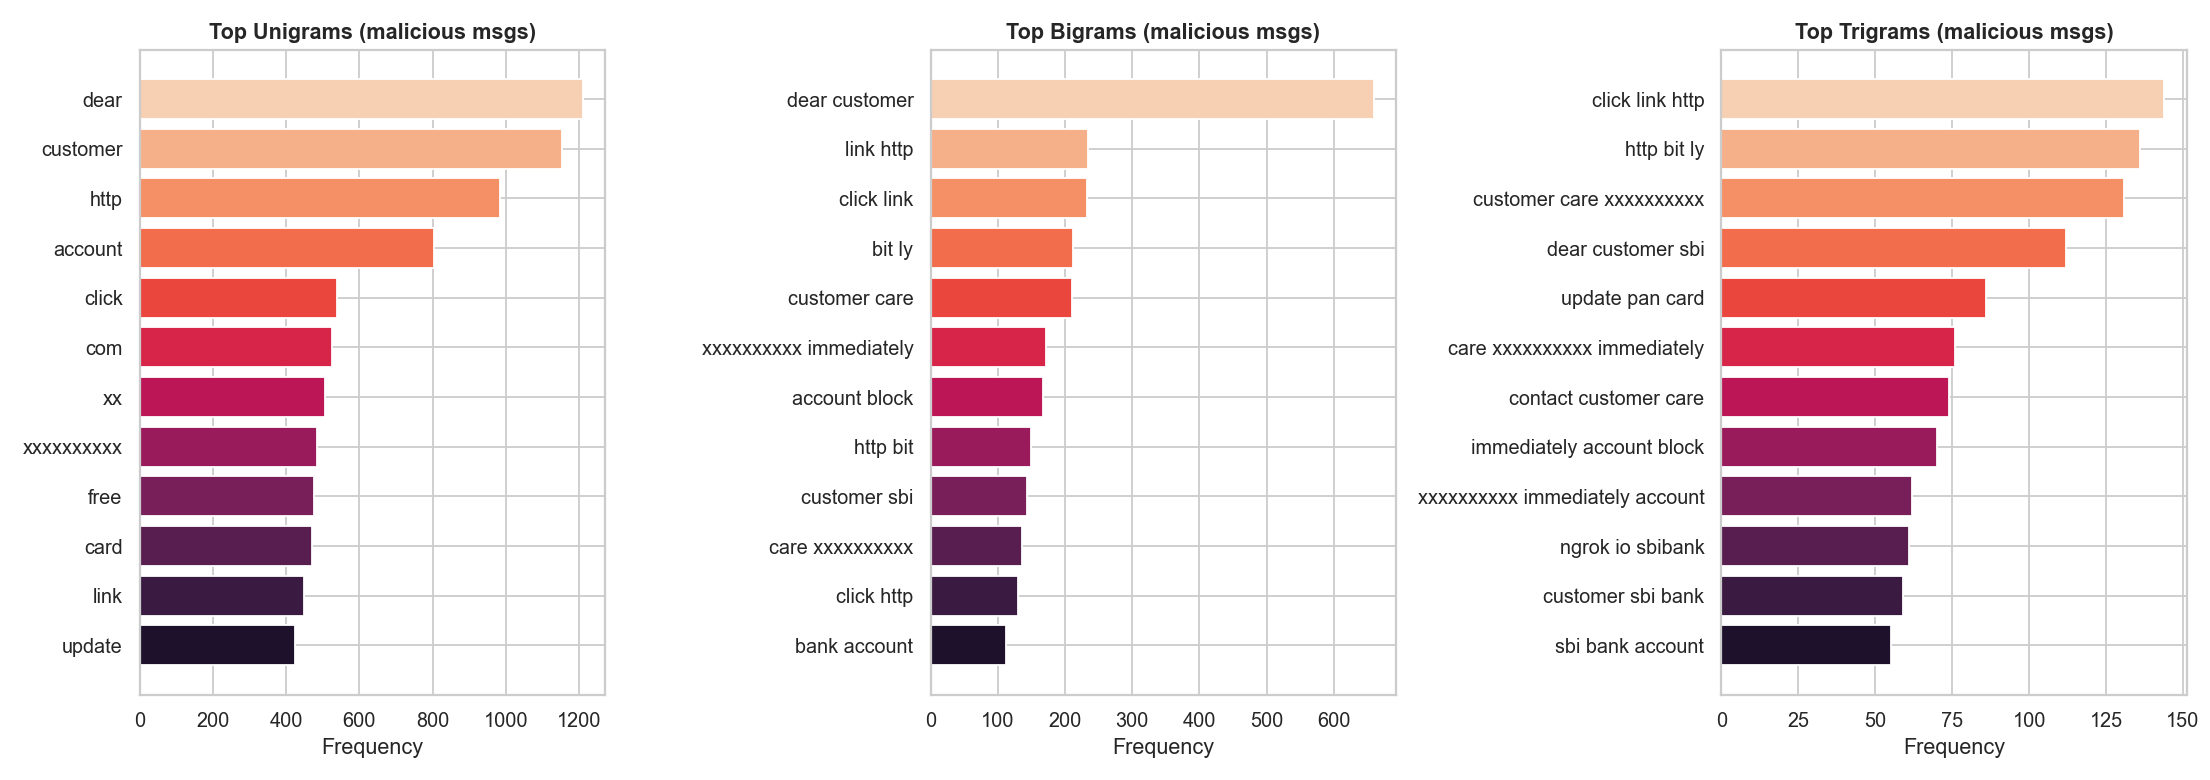 Top Unigrams (malicious msgs)
dear
customer
http
account
click
com
xx
xxxxxxxxxx
free
card
link
update
0 200 400 600 800 1000 1200
Frequency
Top Bigrams (malicious msgs)
dear customer
link http
click link
bit ly
customer care
xxxxxxxxxx immediately
account block
http bit
customer sbi
care xxxxxxxxxx
click http
bank account
0 100 200 300 400 500 600
Frequency
Top Trigrams (malicious msgs)
click link http
http bit ly
customer care xxxxxxxxxx
dear customer sbi
update pan card
care xxxxxxxxxx immediately
contact customer care
immediately account block
xxxxxxxxxx immediately account
ngrok io sbibank
customer sbi bank
sbi bank account
0 25 50 75 100 125 150
Frequency